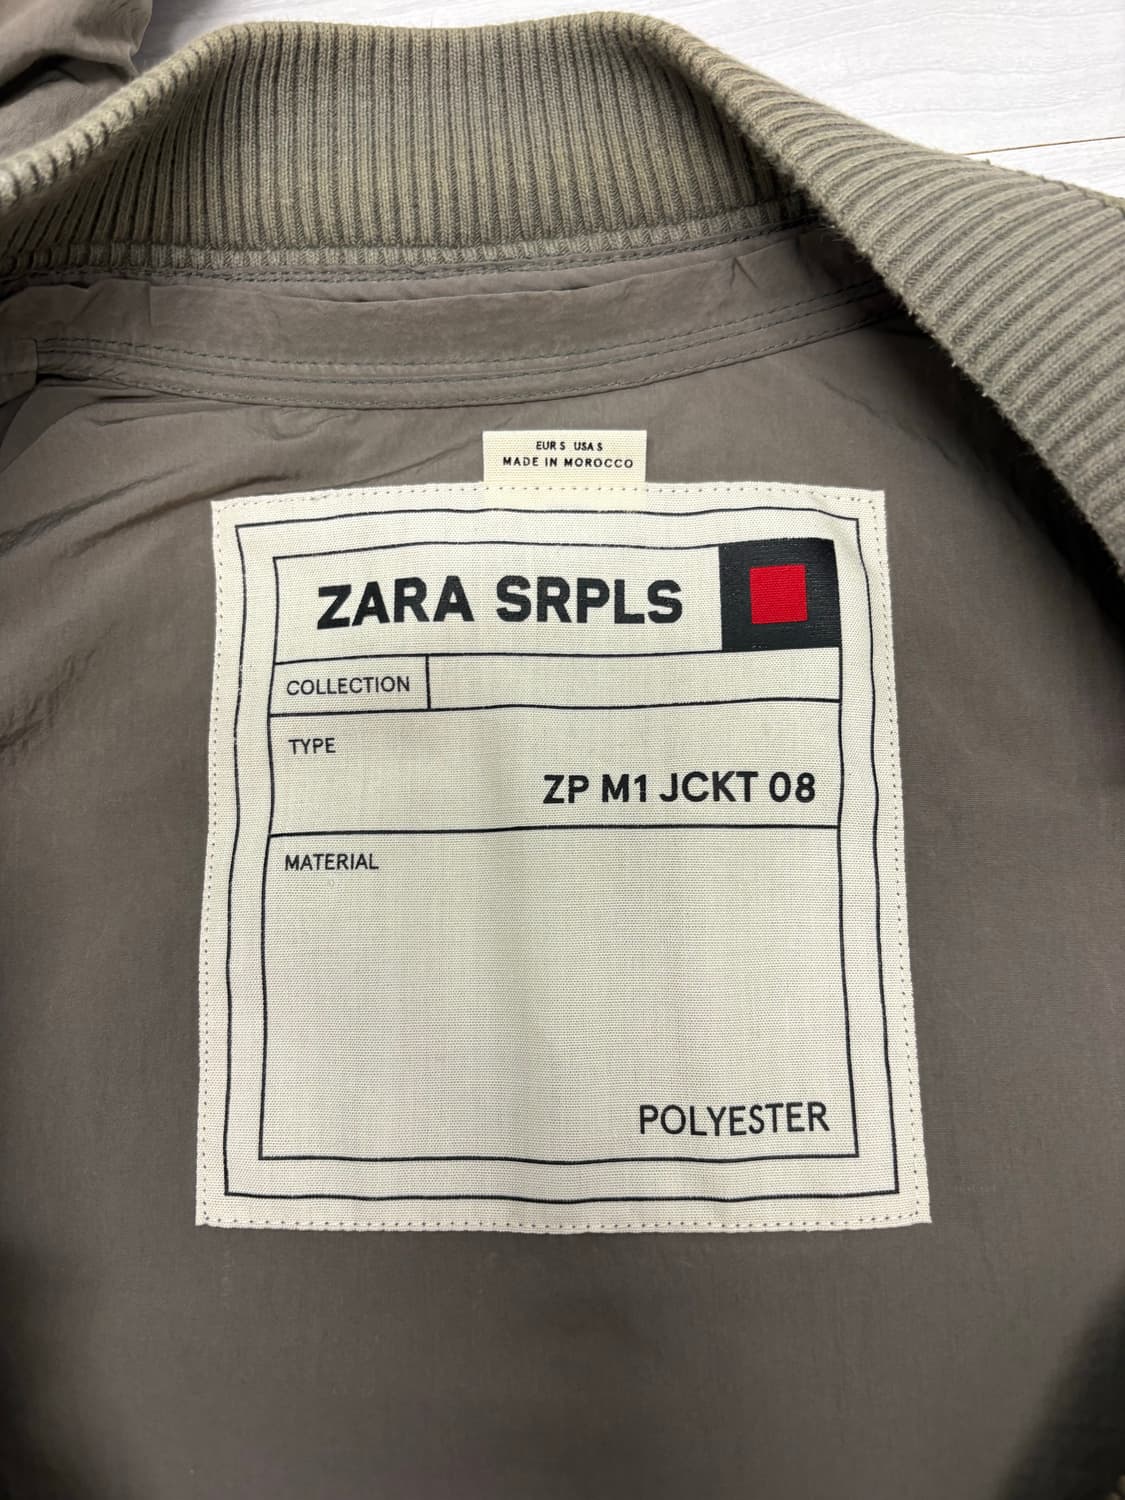 EUR S USA S
MADE IN MOROCCO
ZARA SRPLS
COLLECTION
TYPE
ZP M1 JCKT 08
MATERIAL
POLYESTER